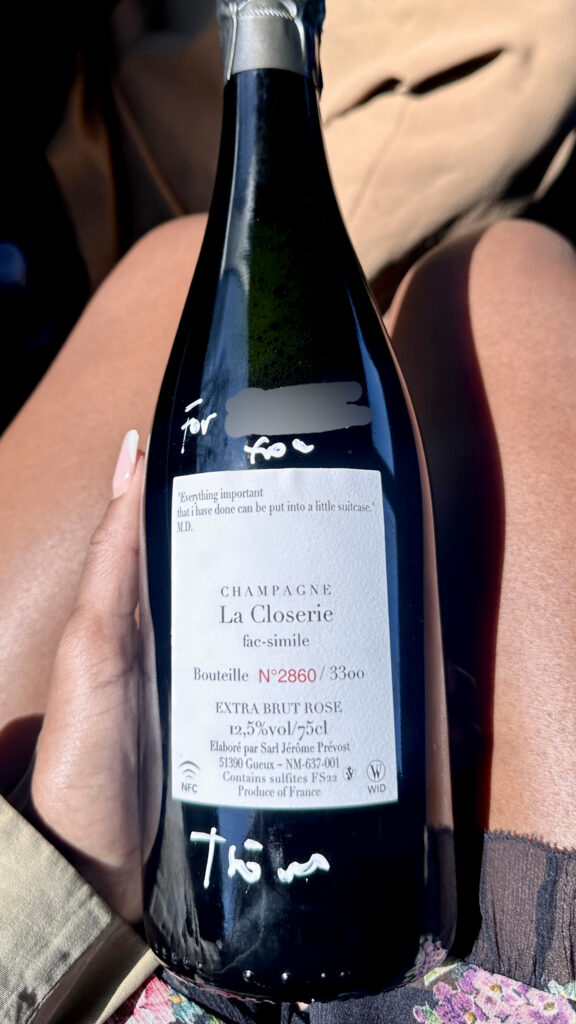 For
from
"Everything important
that i have done can be put into a little suitcase."
M.D.
CHAMPAGNE
La Closerie
fac-simile
Bouteille N°2860 / 3300
EXTRA BRUT ROSE
12,5%vol/75cl
Elaboré par Sarl Jérôme Prévost
51390 Gueux – NM-637-001
Contains sulfites FS22
Produce of France
NFC
W
WID